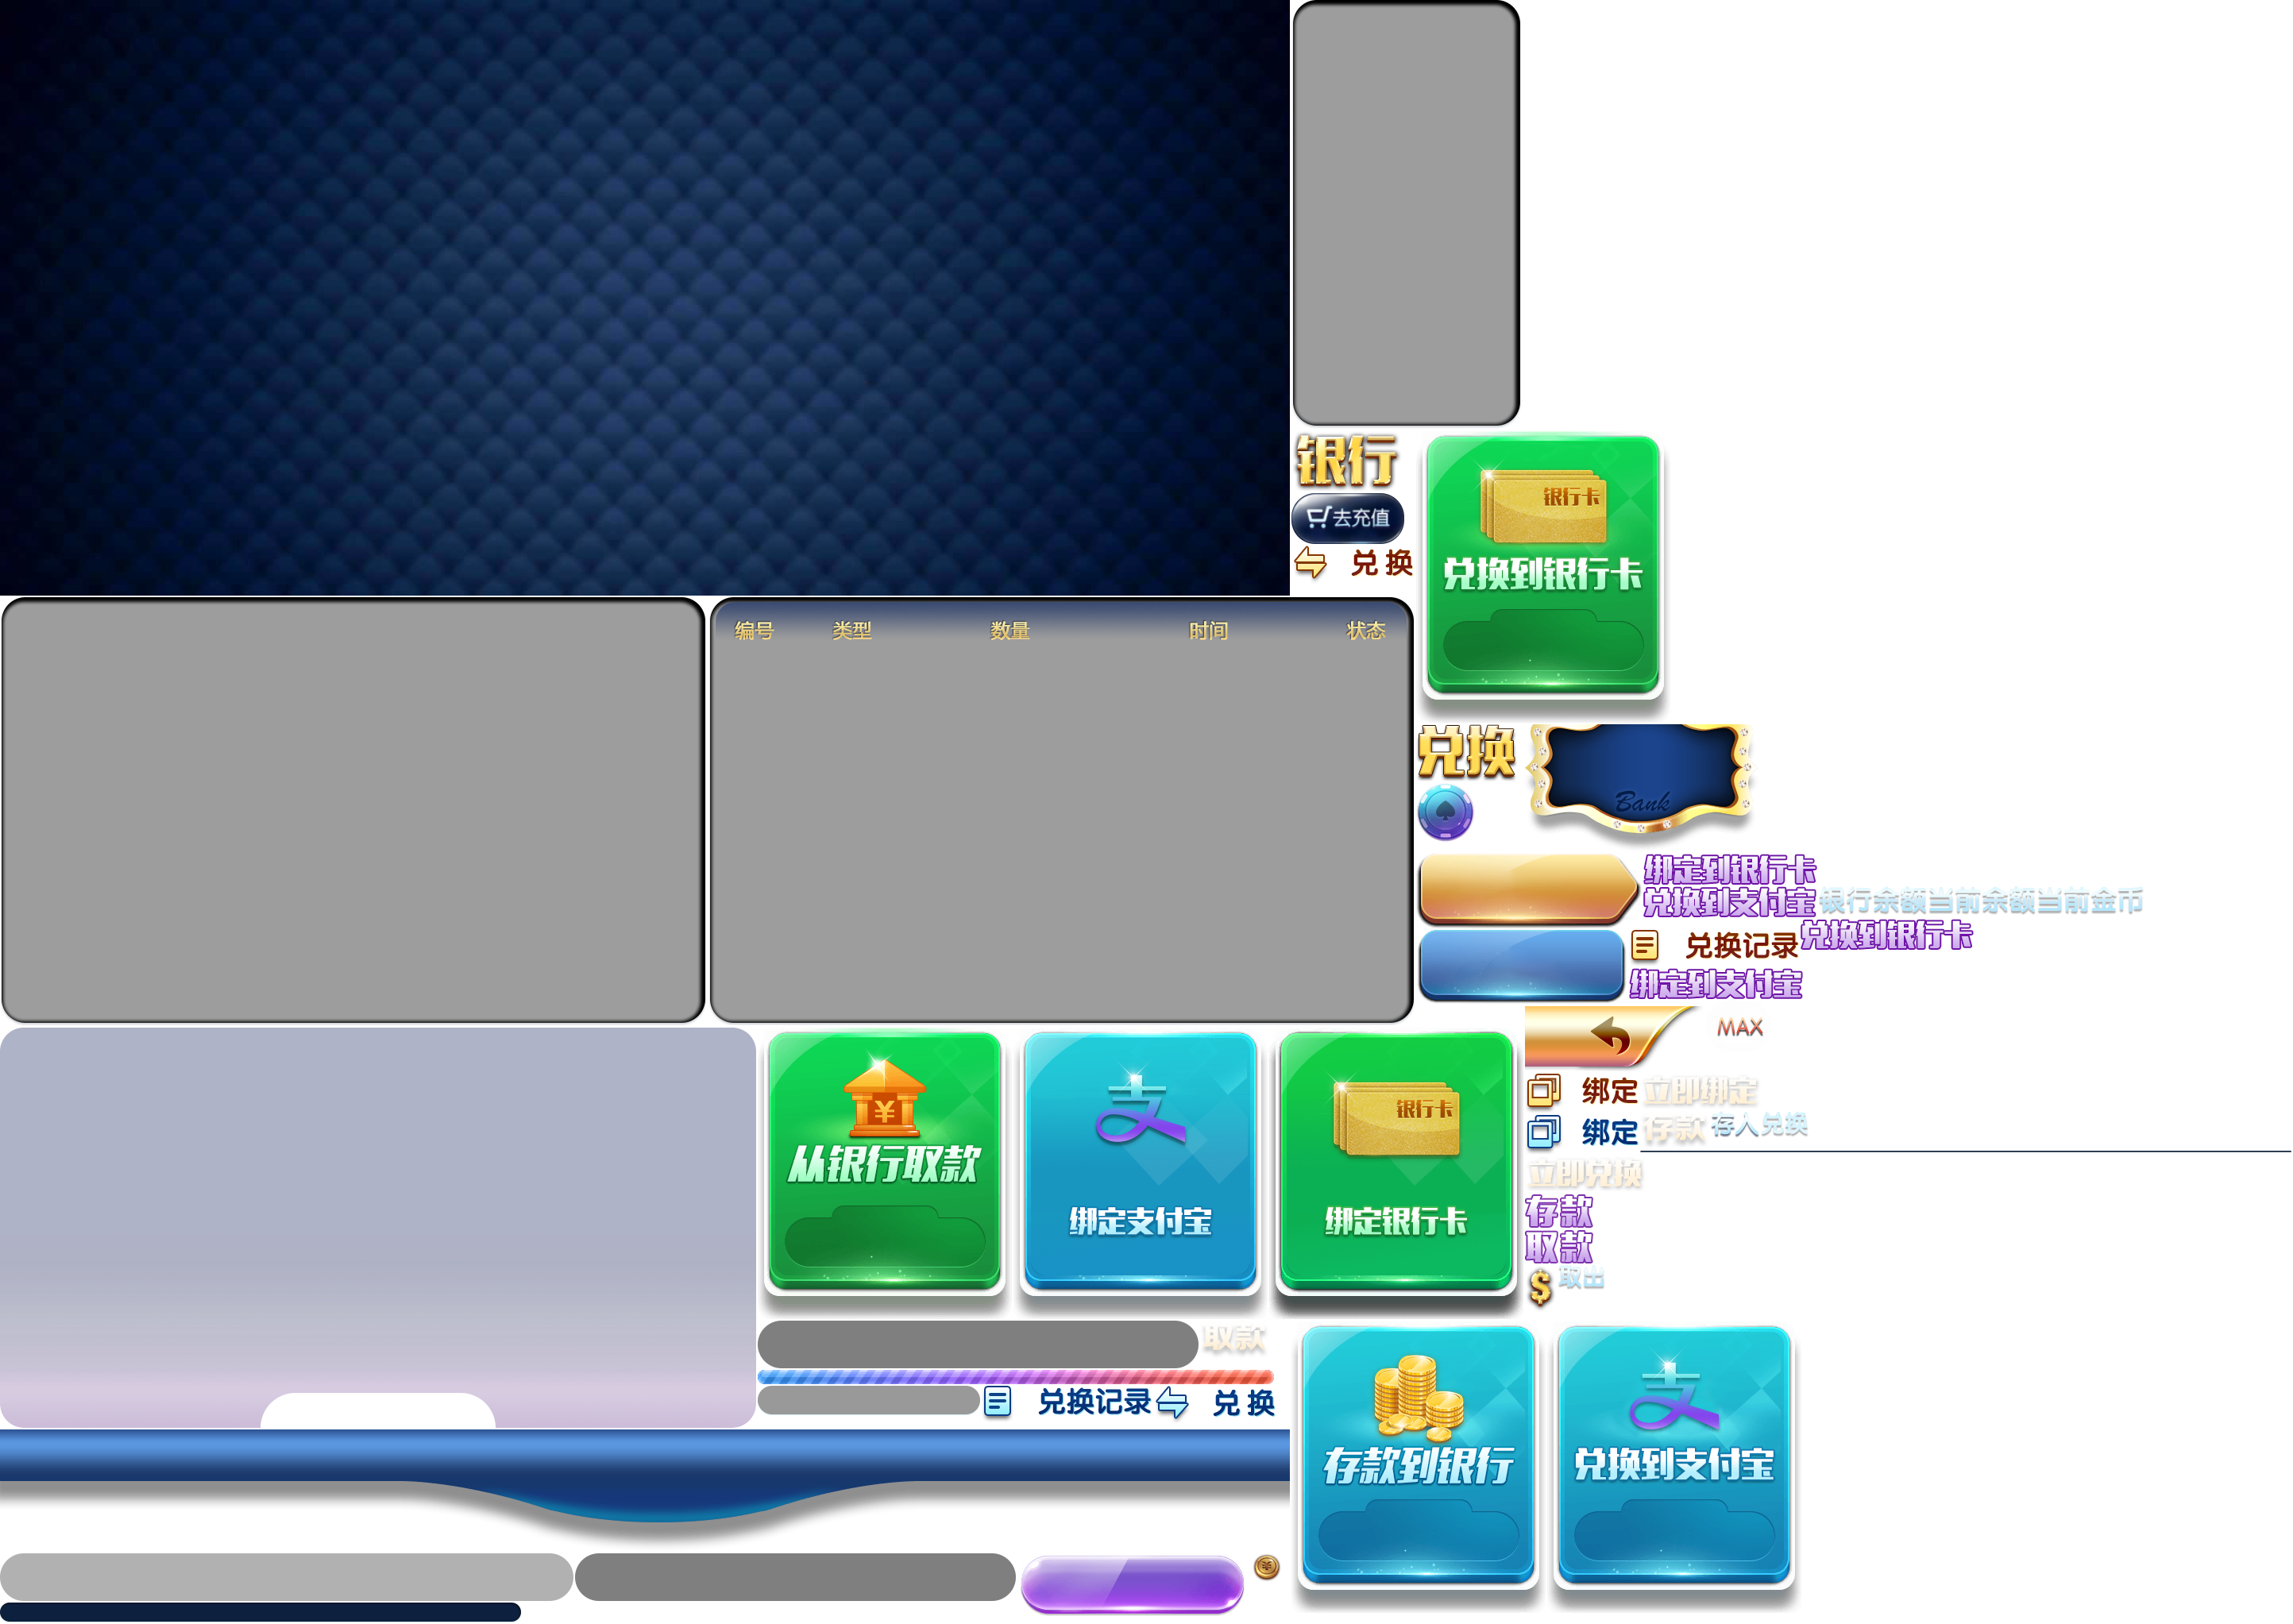 银行
银行卡
去充值
兑 换
兑换到银行卡
编号 类型 数量 时间 状态
兑换
Bank
绑定到银行卡
兑换到支付宝
银行余额当前余额当前金币
兑换记录
兑换到银行卡
绑定到支付宝
MAX
绑定
立即绑定
绑定
存款
存入兑换
支
银行卡
从银行取款
绑定支付宝
绑定银行卡
立即兑换
存款
取款
取出
取款
兑换记录
兑 换
支
存款到银行
兑换到支付宝